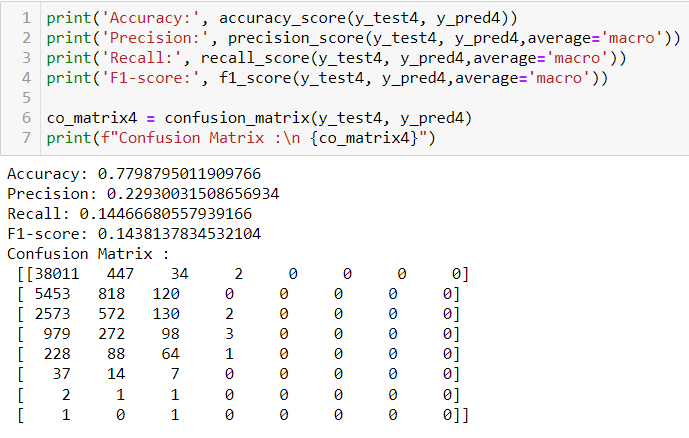 1 print('Accuracy:', accuracy_score(y_test4, y_pred4))
2 print('Precision:', precision_score(y_test4, y_pred4,average='macro'))
3 print('Recall:', recall_score(y_test4, y_pred4,average='macro'))
4 print('F1-score:', f1_score(y_test4, y_pred4,average='macro'))
5
6 co_matrix4 = confusion_matrix(y_test4, y_pred4)
7 print(f"Confusion Matrix :\n {co_matrix4}")
Accuracy: 0.7798795011909766
Precision: 0.22930031508656934
Recall: 0.14466680557939166
F1-score: 0.1438137834532104
Confusion Matrix :
[[38011 447 34 2 0 0 0 0]
[ 5453 818 120 0 0 0 0 0]
[ 2573 572 130 2 0 0 0 0]
[ 979 272 98 3 0 0 0 0]
[ 228 88 64 1 0 0 0 0]
[ 37 14 7 0 0 0 0 0]
[ 2 1 1 0 0 0 0 0]
[ 1 0 1 0 0 0 0 0]]